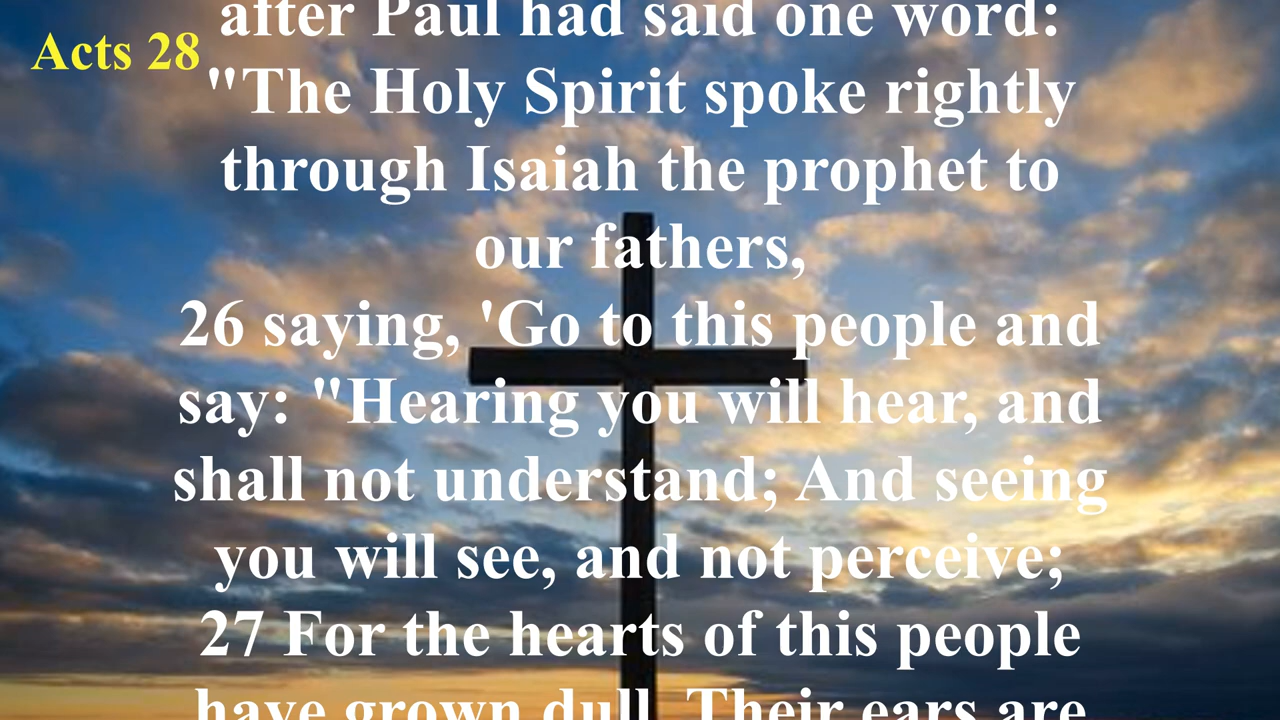 Acts 28
after Paul had said one word:
"The Holy Spirit spoke rightly
through Isaiah the prophet to
our fathers,
26 saying, 'Go to this people and
say: "Hearing you will hear, and
shall not understand; And seeing
you will see, and not perceive;
27 For the hearts of this people
have grown dull. Their ears are